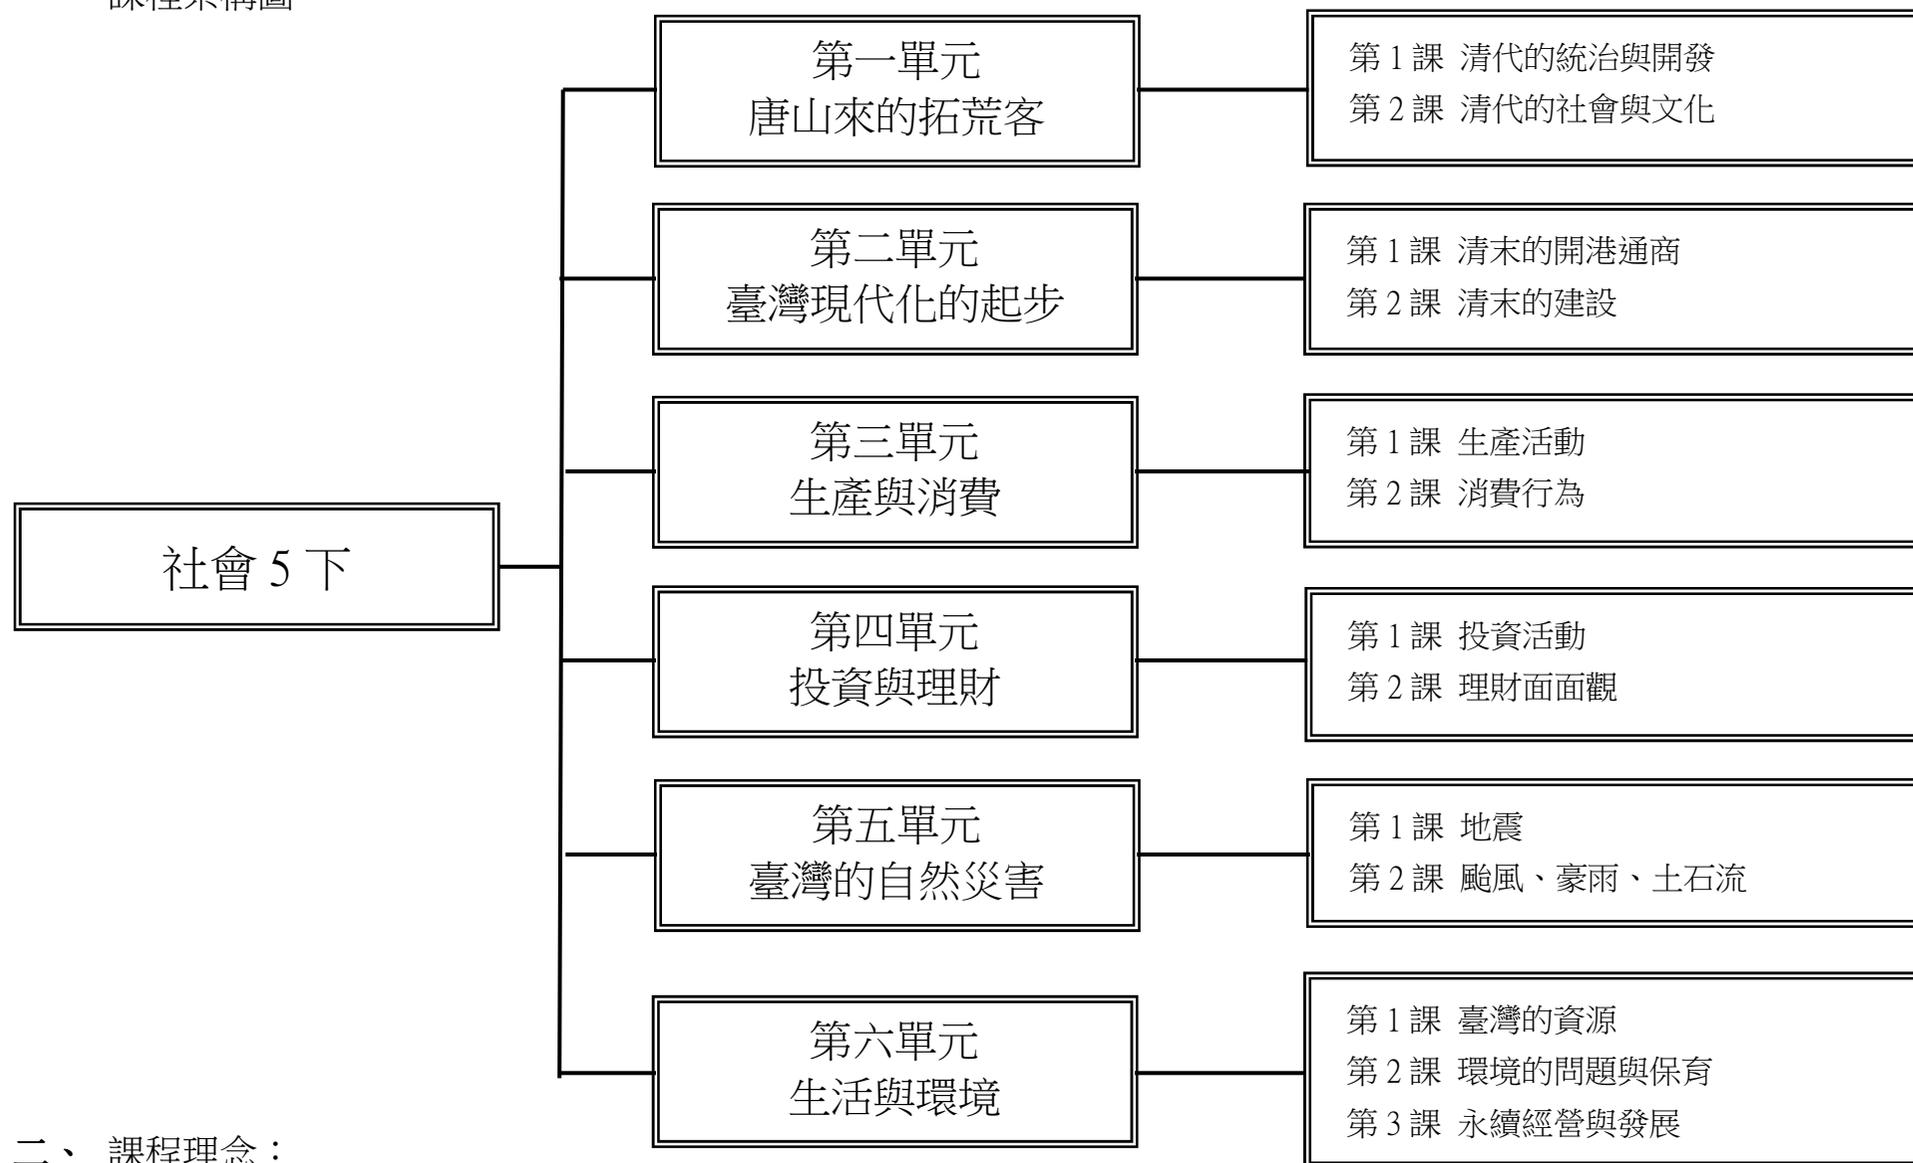 課程架構圖
第一單元
唐山來的拓荒客
第 1 課 清代的統治與開發
第 2 課 清代的社會與文化
第二單元
臺灣現代化的起步
第 1 課 清末的開港通商
第 2 課 清末的建設
第三單元
生產與消費
第 1 課 生產活動
第 2 課 消費行為
社會 5 下
第四單元
投資與理財
第 1 課 投資活動
第 2 課 理財面面觀
第五單元
臺灣的自然災害
第 1 課 地震
第 2 課 颱風、豪雨、土石流
第六單元
生活與環境
第 1 課 臺灣的資源
第 2 課 環境的問題與保育
第 3 課 永續經營與發展
二、 課程理念：